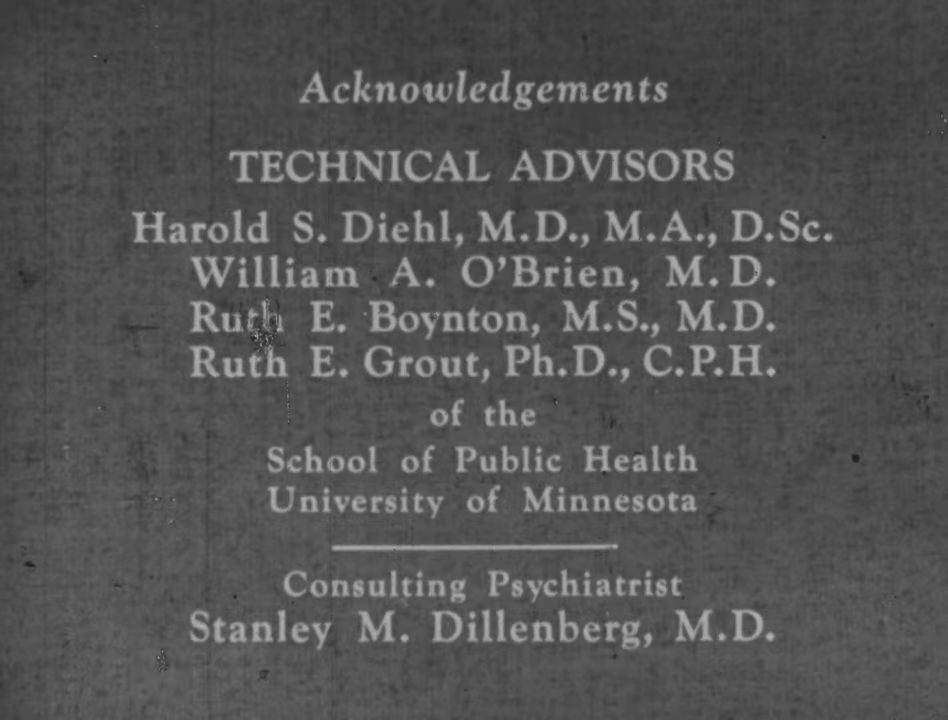 Acknowledgements
TECHNICAL ADVISORS
Harold S. Diehl, M.D., M.A., D.Sc.
William A. O'Brien, M.D.
Ruth E. Boynton, M.S., M.D.
Ruth E. Grout, Ph.D., C.P.H.
of the
School of Public Health
University of Minnesota
Consulting Psychiatrist
Stanley M. Dillenberg, M.D.